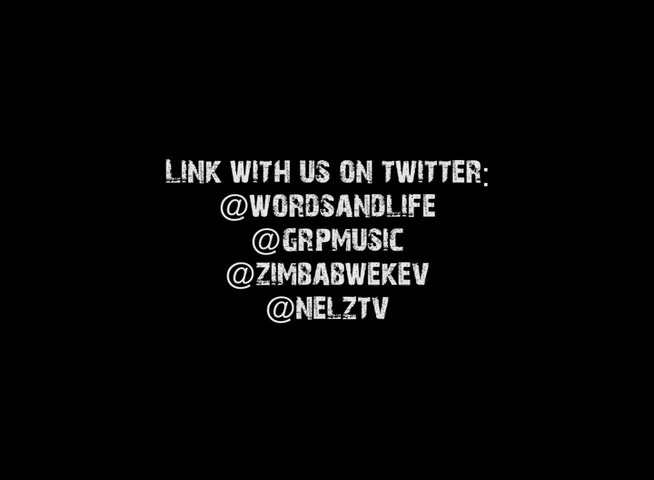 LINK WITH US ON TWITTER:
@WORDSANDLIFE
@GRPMUSIC
@ZIMBABWEKEV
@NELZTV